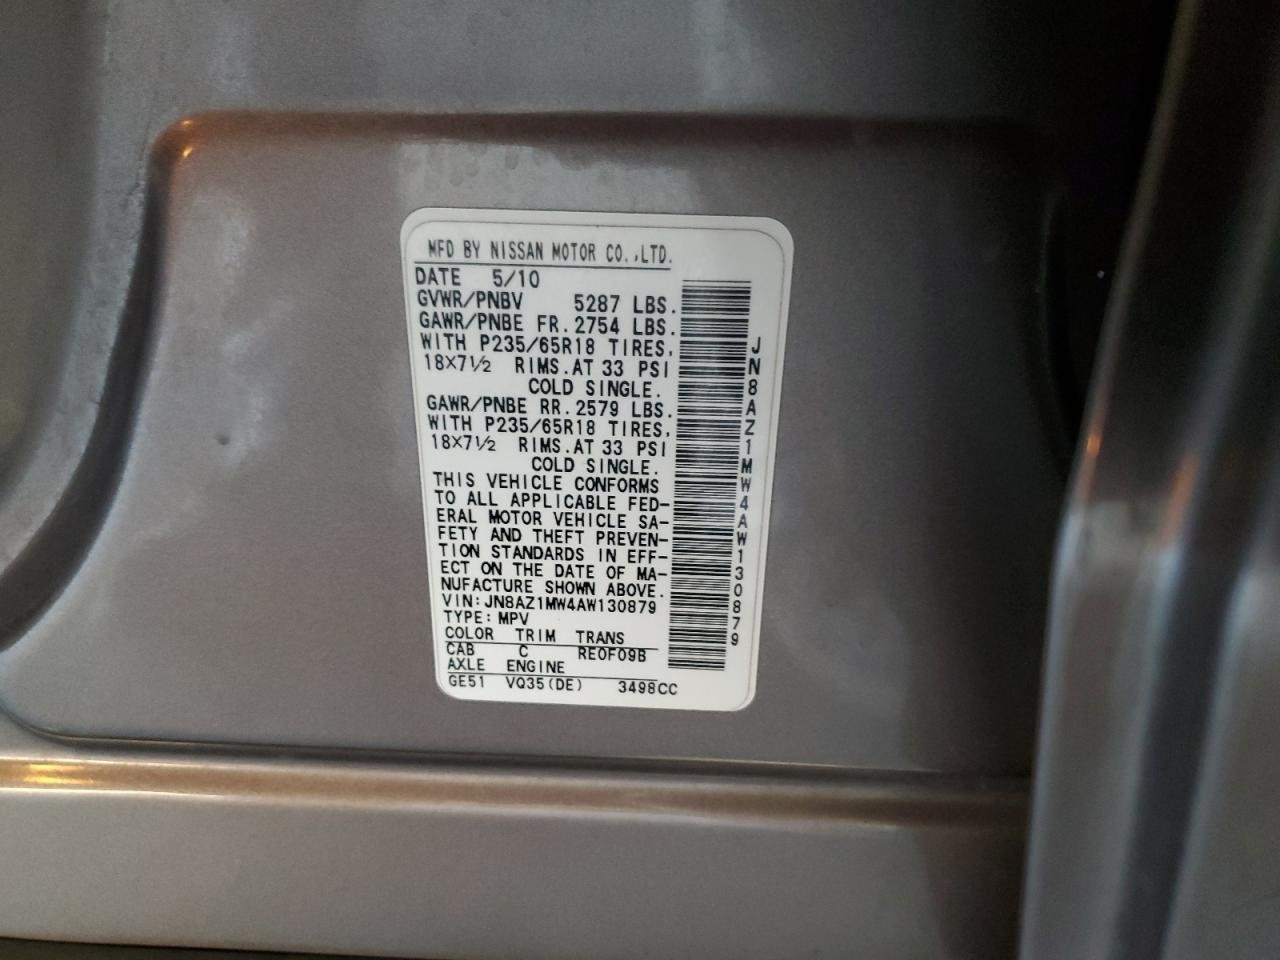 MFD BY NISSAN MOTOR CO.,LTD.
DATE 5/10
GVWR/PNBV 5287 LBS.
GAWR/PNBE FR.2754 LBS.
WITH P235/65R18 TIRES,
18×7½ RIMS.AT 33 PSI
COLD SINGLE.
GAWR/PNBE RR.2579 LBS.
WITH P235/65R18 TIRES,
18×7½ RIMS.AT 33 PSI
COLD SINGLE.
THIS VEHICLE CONFORMS
TO ALL APPLICABLE FED-
ERAL MOTOR VEHICLE SA-
FETY AND THEFT PREVEN-
TION STANDARDS IN EFF-
ECT ON THE DATE OF MA-
NUFACTURE SHOWN ABOVE.
VIN:JN8AZ1MW4AW130879
TYPE:MPV
COLOR TRIM TRANS
CAB C RE0F09B
AXLE ENGINE
GE51 VQ35(DE) 3498CC
JN8AZ1MW4AW130879